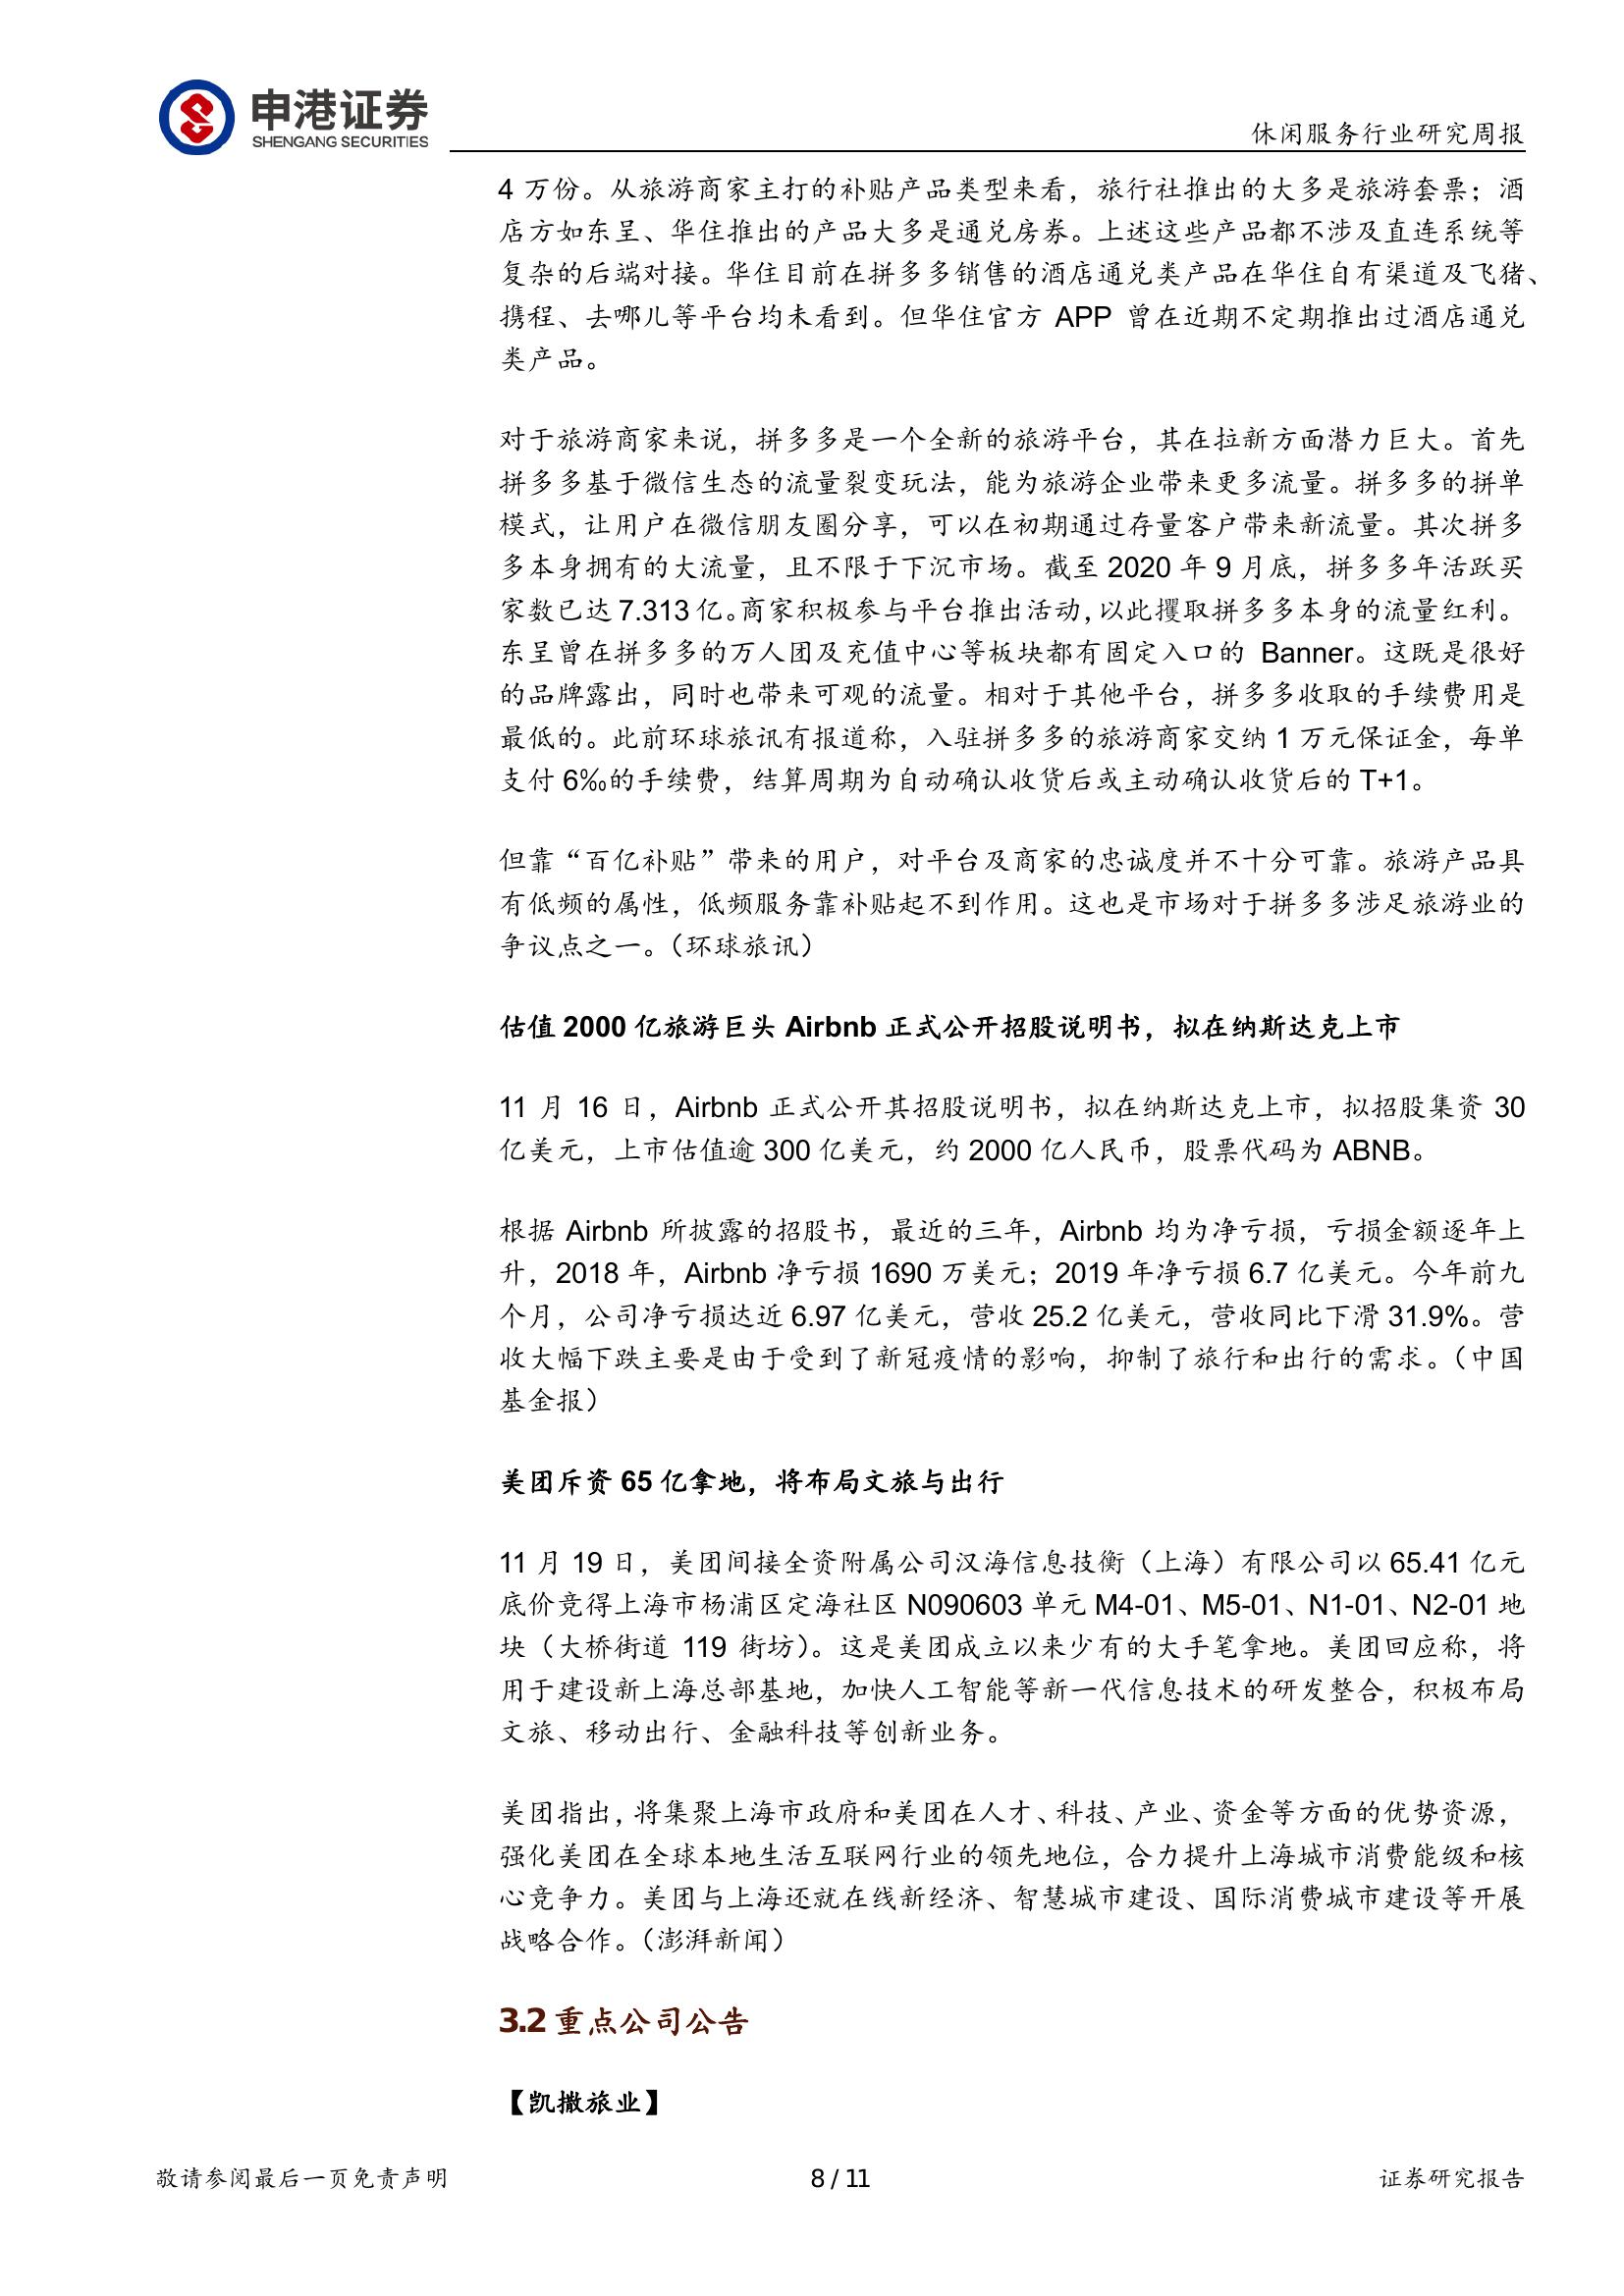 申港证券
SHENGANG SECURITIES
休闲服务行业研究周报
4 万份。从旅游商家主打的补贴产品类型来看，旅行社推出的大多是旅游套票；酒
店方如东呈、华住推出的产品大多是通兑房券。上述这些产品都不涉及直连系统等
复杂的后端对接。华住目前在拼多多销售的酒店通兑类产品在华住自有渠道及飞猪、
携程、去哪儿等平台均未看到。但华住官方 APP 曾在近期不定期推出过酒店通兑
类产品。
对于旅游商家来说，拼多多是一个全新的旅游平台，其在拉新方面潜力巨大。首先
拼多多基于微信生态的流量裂变玩法，能为旅游企业带来更多流量。拼多多的拼单
模式，让用户在微信朋友圈分享，可以在初期通过存量客户带来新流量。其次拼多
多本身拥有的大流量，且不限于下沉市场。截至 2020 年 9 月底，拼多多年活跃买
家数已达 7.313 亿。商家积极参与平台推出活动，以此攫取拼多多本身的流量红利。
东呈曾在拼多多的万人团及充值中心等板块都有固定入口的 Banner。这既是很好
的品牌露出，同时也带来可观的流量。相对于其他平台，拼多多收取的手续费用是
最低的。此前环球旅讯有报道称，入驻拼多多的旅游商家交纳 1 万元保证金，每单
支付 6‰的手续费，结算周期为自动确认收货后或主动确认收货后的 T+1。
但靠“百亿补贴”带来的用户，对平台及商家的忠诚度并不十分可靠。旅游产品具
有低频的属性，低频服务靠补贴起不到作用。这也是市场对于拼多多涉足旅游业的
争议点之一。（环球旅讯）
估值 2000 亿旅游巨头 Airbnb 正式公开招股说明书，拟在纳斯达克上市
11 月 16 日，Airbnb 正式公开其招股说明书，拟在纳斯达克上市，拟招股集资 30
亿美元，上市估值逾 300 亿美元，约 2000 亿人民币，股票代码为 ABNB。
根据 Airbnb 所披露的招股书，最近的三年，Airbnb 均为净亏损，亏损金额逐年上
升，2018 年，Airbnb 净亏损 1690 万美元；2019 年净亏损 6.7 亿美元。今年前九
个月，公司净亏损达近 6.97 亿美元，营收 25.2 亿美元，营收同比下滑 31.9%。营
收大幅下跌主要是由于受到了新冠疫情的影响，抑制了旅行和出行的需求。（中国
基金报）
美团斥资 65 亿拿地，将布局文旅与出行
11 月 19 日，美团间接全资附属公司汉海信息技衡（上海）有限公司以 65.41 亿元
底价竞得上海市杨浦区定海社区 N090603 单元 M4-01、M5-01、N1-01、N2-01 地
块（大桥街道 119 街坊）。这是美团成立以来少有的大手笔拿地。美团回应称，将
用于建设新上海总部基地，加快人工智能等新一代信息技术的研发整合，积极布局
文旅、移动出行、金融科技等创新业务。
美团指出，将集聚上海市政府和美团在人才、科技、产业、资金等方面的优势资源，
强化美团在全球本地生活互联网行业的领先地位，合力提升上海城市消费能级和核
心竞争力。美团与上海还就在线新经济、智慧城市建设、国际消费城市建设等开展
战略合作。（澎湃新闻）
3.2 重点公司公告
【凯撒旅业】
敬请参阅最后一页免责声明
8 / 11
证券研究报告